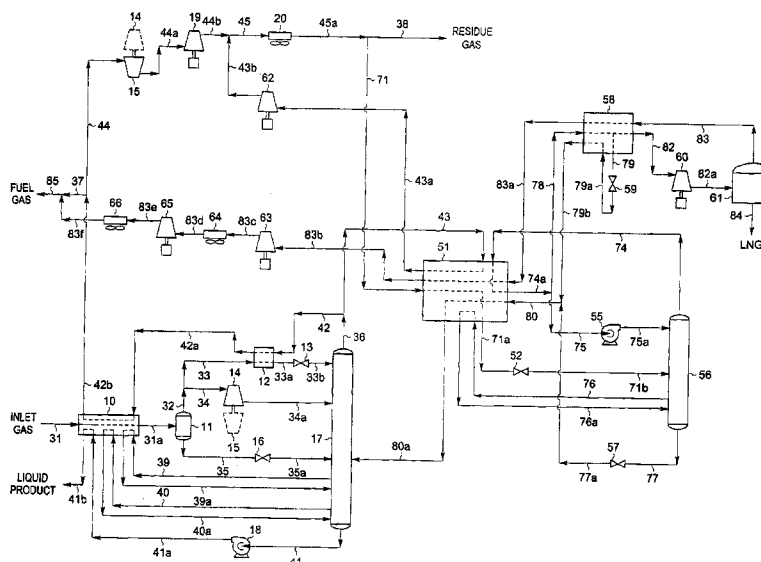 14
19
44b
45
20
45a
38
RESIDUE
GAS
44a
15
43b
62
71
58
83
44
79
82
60
82a
79a
59
83a
78
61
84
LNG
FUEL
GAS
85
37
66
83e
65
83d
64
83c
63
83b
83f
43a
43
79b
51
74
74a
80
55
75
75a
42
36
71a
42a
13
33
33a
33b
12
52
71b
56
42b
34
14
32
34a
76
76a
INLET
GAS
31
10
31a
11
15
17
16
35
35a
57
77a
77
39
80a
LIQUID
PRODUCT
41b
40
39a
40a
18
41a
41